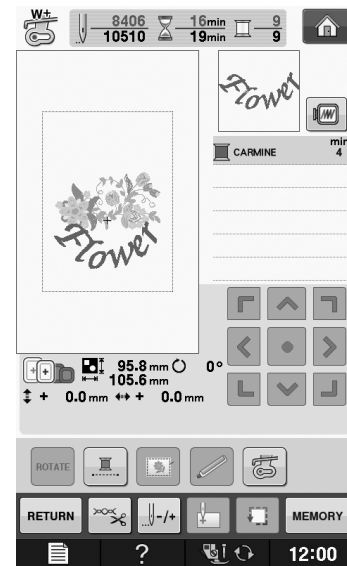 W+
8406 16min 9
10510 19min 9
Flower
Flower
min
CARMINE 4
95.8 mm 0°
105.6 mm
+ 0.0 mm + 0.0 mm
ROTATE
RETURN -/+ MEMORY
? 12:00